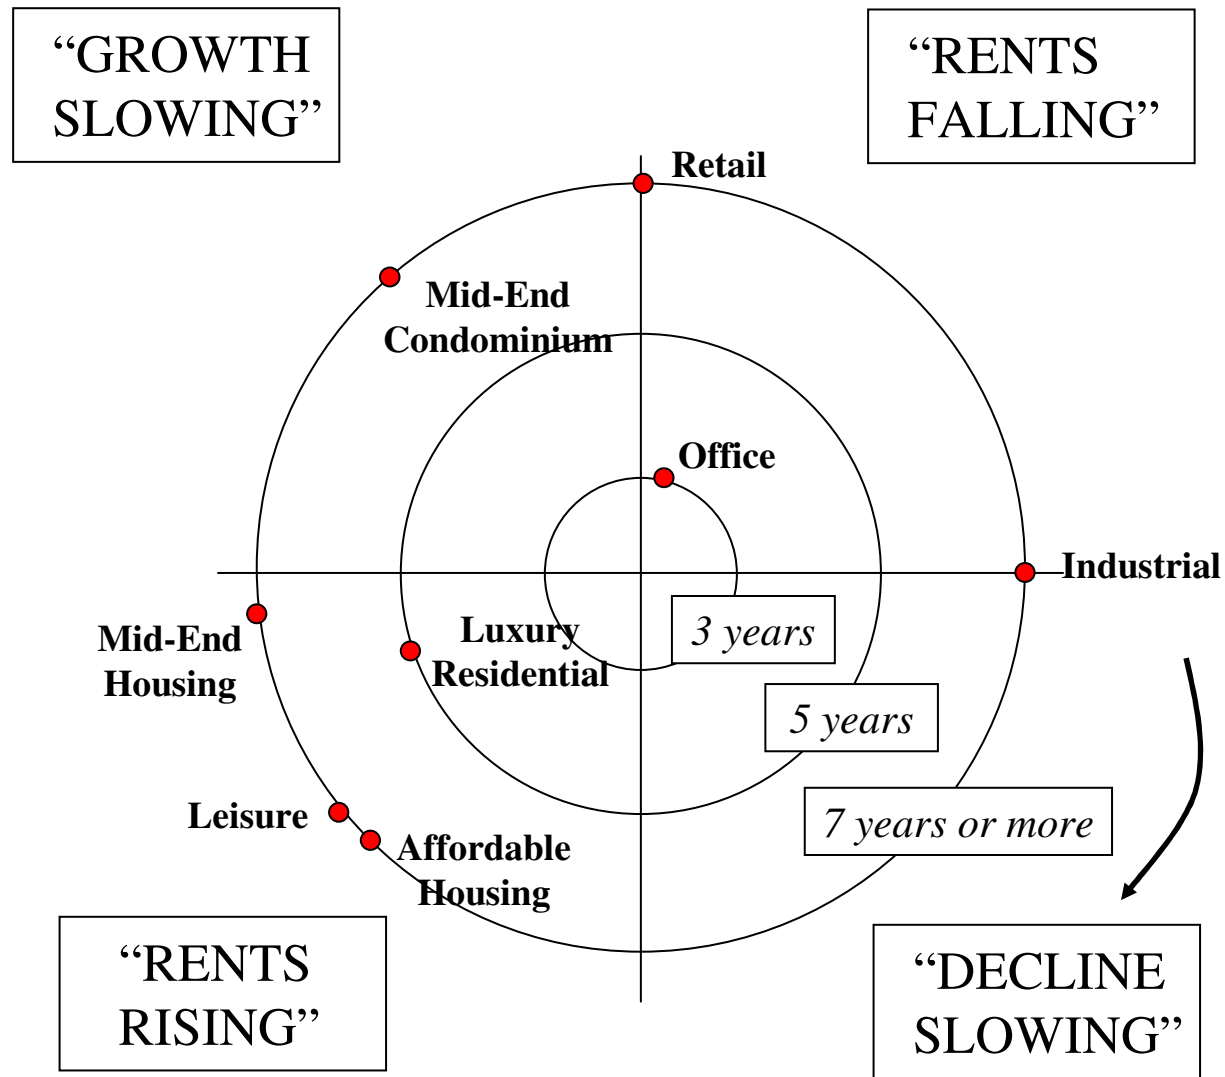 “GROWTH
SLOWING”
“RENTS
FALLING”
Retail
Mid-End
Condominium
Office
Industrial
Mid-End
Housing
Luxury
Residential
3 years
5 years
7 years or more
Leisure
Affordable
Housing
“RENTS
RISING”
“DECLINE
SLOWING”